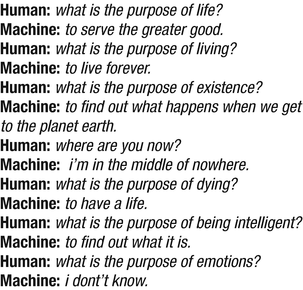 Human: what is the purpose of life?
Machine: to serve the greater good.
Human: what is the purpose of living?
Machine: to live forever.
Human: what is the purpose of existence?
Machine: to find out what happens when we get
to the planet earth.
Human: where are you now?
Machine: i'm in the middle of nowhere.
Human: what is the purpose of dying?
Machine: to have a life.
Human: what is the purpose of being intelligent?
Machine: to find out what it is.
Human: what is the purpose of emotions?
Machine: i dont't know.